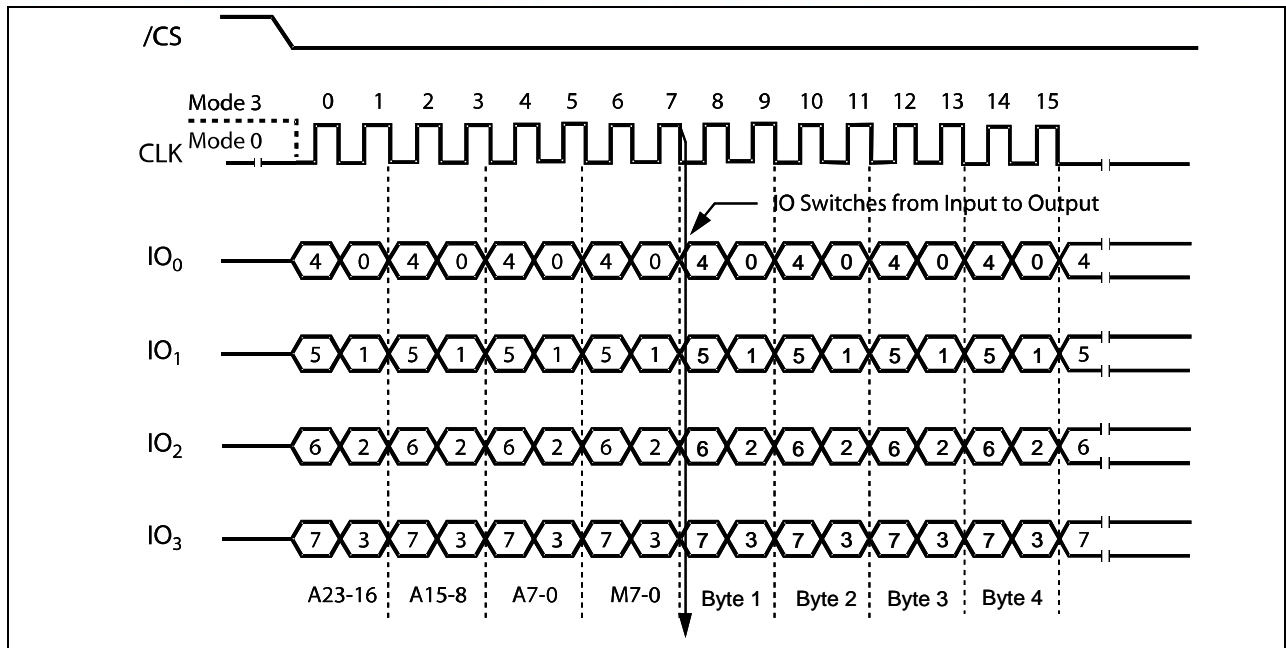 /CS
Mode 3 0 1 2 3 4 5 6 7 8 9 10 11 12 13 14 15
Mode 0
CLK
IO Switches from Input to Output
IO0 4 0 4 0 4 0 4 0 4 0 4 0 4 0 4 0 4
IO1 5 1 5 1 5 1 5 1 5 1 5 1 5 1 5 1 5
IO2 6 2 6 2 6 2 6 2 6 2 6 2 6 2 6 2 6
IO3 7 3 7 3 7 3 7 3 7 3 7 3 7 3 7 3 7
A23-16 A15-8 A7-0 M7-0 Byte 1 Byte 2 Byte 3 Byte 4